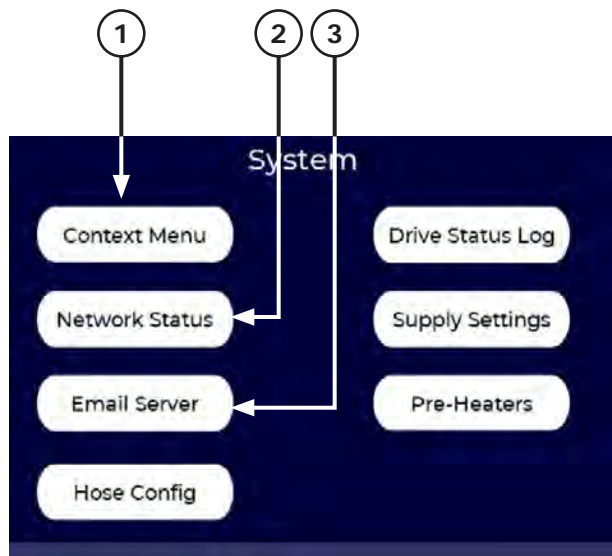 1 2 3
System
Context Menu
Drive Status Log
Network Status
Supply Settings
Email Server
Pre-Heaters
Hose Config